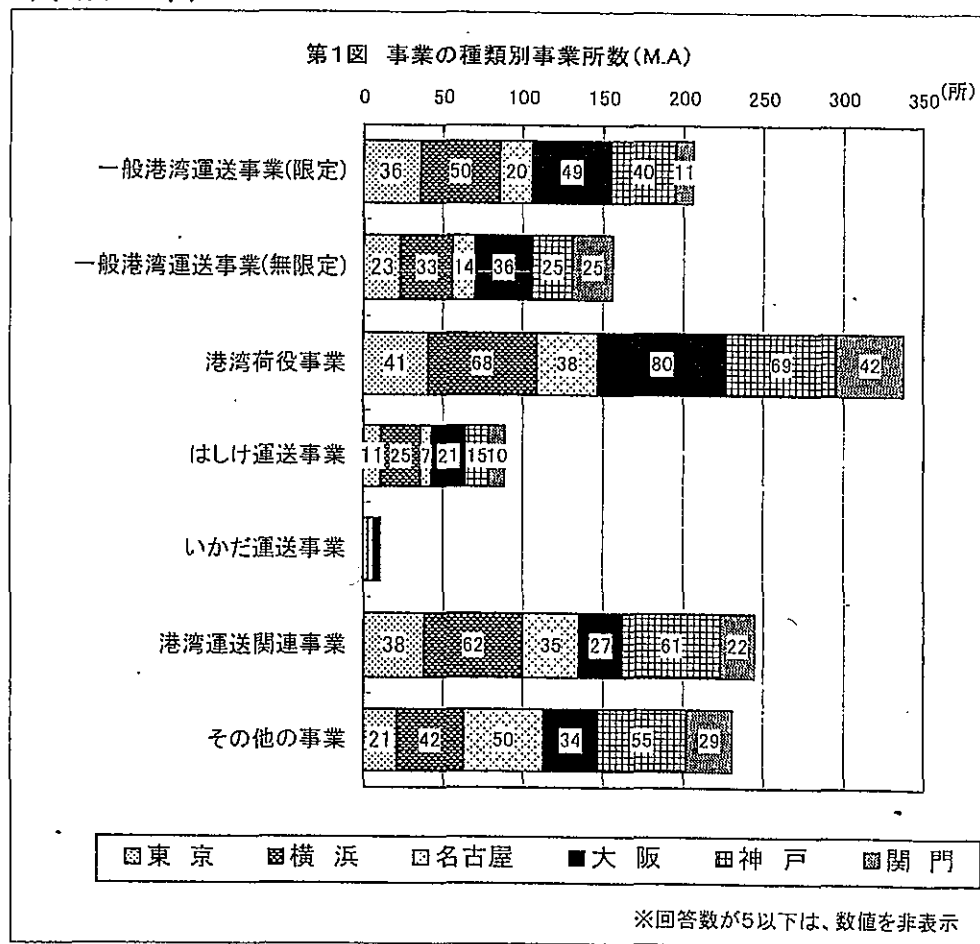 第1図 事業の種類別事業所数(M.A)
0 50 100 150 200 250 300 350 (所)
一般港湾運送事業(限定) 36 50 20 49 40 11
一般港湾運送事業(無限定) 23 33 14 36 25 25
港湾荷役事業 41 68 38 80 69 42
はしけ運送事業 11 25 7 21 15 10
いかだ運送事業
港湾運送関連事業 38 62 35 27 61 22
その他の事業 21 42 50 34 55 29
東 京 横 浜 名古屋 大 阪 神 戸 関 門
※回答数が5以下は、数値を非表示